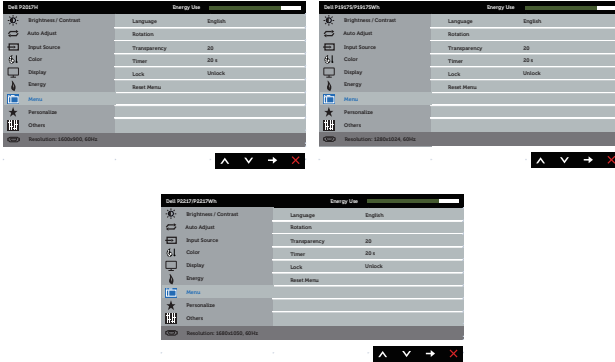 Dell P2017H Energy Use
Brightness / Contrast Language English
Auto Adjust Rotation
Input Source Transparency 20
Color Timer 20 s
Display Lock Unlock
Energy Reset Menu
Menu
Personalize
Others
Resolution: 1600x900, 60Hz
Dell P1917S/P1917SWh Energy Use
Brightness / Contrast Language English
Auto Adjust Rotation
Input Source Transparency 20
Color Timer 20 s
Display Lock Unlock
Energy Reset Menu
Menu
Personalize
Others
Resolution: 1280x1024, 60Hz
Dell P2217/P2217Wh Energy Use
Brightness / Contrast Language English
Auto Adjust Rotation
Input Source Transparency 20
Color Timer 20 s
Display Lock Unlock
Energy Reset Menu
Menu
Personalize
Others
Resolution: 1680x1050, 60Hz